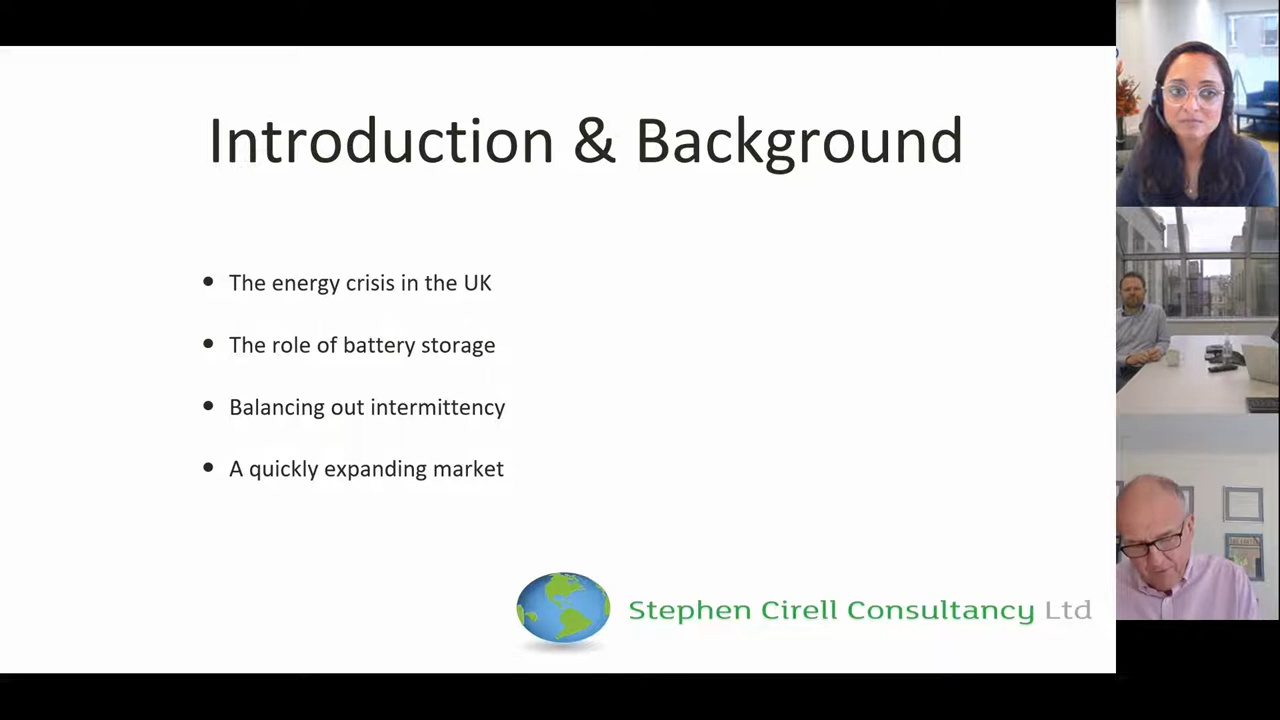 Introduction & Background
• The energy crisis in the UK
• The role of battery storage
• Balancing out intermittency
• A quickly expanding market
Stephen Cirell Consultancy Ltd